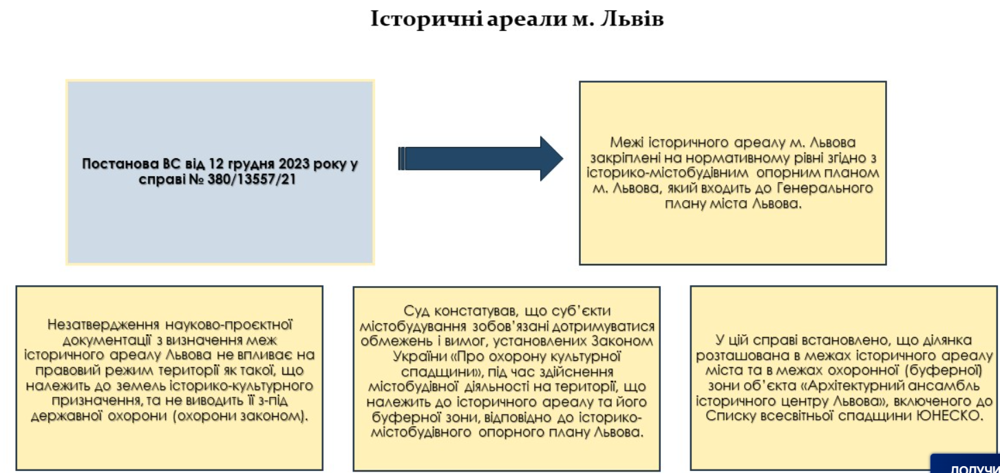 Історичні ареали м. Львів
Постанова ВС від 12 грудня 2023 року у
справі № 380/13557/21
Межі історичного ареалу м. Львова
закріплені на нормативному рівні згідно з
історико-містобудівним опорним планом
м. Львова, який входить до Генерального
плану міста Львова.
Незатвердження науково-проєктної
документації з визначення меж
історичного ареалу Львова не впливає на
правовий режим території як такої, що
належить до земель історико-культурного
призначення, та не виводить її з-під
державної охорони (охорони законом).
Суд констатував, що суб’єкти
містобудування зобов’язані дотримуватися
обмежень і вимог, установлених Законом
України «Про охорону культурної
спадщини», під час здійснення
містобудівної діяльності на території, що
належить до історичного ареалу та його
буферної зони, відповідно до історико-
містобудівного опорного плану Львова.
У цій справі встановлено, що ділянка
розташована в межах історичного ареалу
міста та в межах охоронної (буферної)
зони об’єкта «Архітектурний ансамбль
історичного центру Львова», включеного до
Списку всесвітньої спадщини ЮНЕСКО.